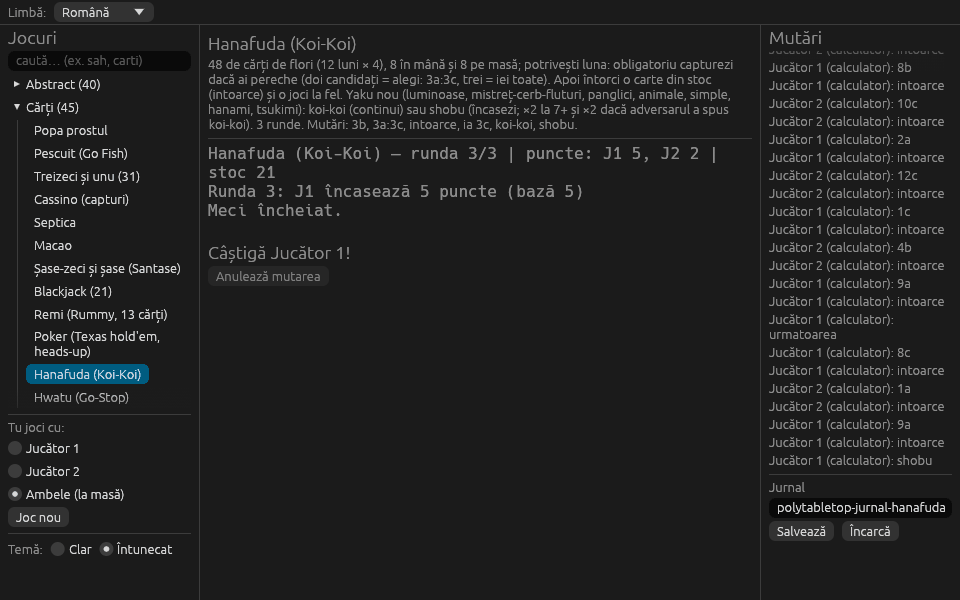 Limbă: Română
Jocuri
caută... (ex. sah, carti)
Abstract (40)
Cărți (45)
Popa prostul
Pescuit (Go Fish)
Treizeci și unu (31)
Cassino (capturi)
Septica
Macao
Șase-zeci și șase (Santase)
Blackjack (21)
Remi (Rummy, 13 cărți)
Poker (Texas hold'em,
heads-up)
Hanafuda (Koi-Koi)
Hwatu (Go-Stop)
Tu joci cu:
Jucător 1
Jucător 2
Ambele (la masă)
Joc nou
Temă: Clar Întunecat
Hanafuda (Koi-Koi)
48 de cărți de flori (12 luni × 4), 8 în mână și 8 pe masă; potrivești luna: obligatoriu capturezi
dacă ai pereche (doi candidați = alegi: 3a:3c, trei = iei toate). Apoi întorci o carte din stoc
(intoarce) și o joci la fel. Yaku nou (luminoase, mistreț-cerb-fluturi, panglici, animale, simple,
hanami, tsukimi): koi-koi (continui) sau shobu (încasezi; ×2 la 7+ și ×2 dacă adversarul a spus
koi-koi). 3 runde. Mutări: 3b, 3a:3c, intoarce, ia 3c, koi-koi, shobu.
Hanafuda (Koi-Koi) — runda 3/3 | puncte: J1 5, J2 2 |
stoc 21
Runda 3: J1 încasează 5 puncte (bază 5)
Meci încheiat.
Câștigă Jucător 1!
Anulează mutarea
Mutări
Jucător 2 (calculator): intoarce
Jucător 1 (calculator): 8b
Jucător 1 (calculator): intoarce
Jucător 2 (calculator): 10c
Jucător 2 (calculator): intoarce
Jucător 1 (calculator): 2a
Jucător 1 (calculator): intoarce
Jucător 2 (calculator): 12c
Jucător 2 (calculator): intoarce
Jucător 1 (calculator): 1c
Jucător 1 (calculator): intoarce
Jucător 2 (calculator): 4b
Jucător 2 (calculator): intoarce
Jucător 1 (calculator): 9a
Jucător 1 (calculator): intoarce
Jucător 1 (calculator):
urmatoarea
Jucător 1 (calculator): 8c
Jucător 1 (calculator): intoarce
Jucător 2 (calculator): 1a
Jucător 2 (calculator): intoarce
Jucător 1 (calculator): 9a
Jucător 1 (calculator): intoarce
Jucător 1 (calculator): shobu
Jurnal
polytabletop-jurnal-hanafuda
Salvează Încarcă